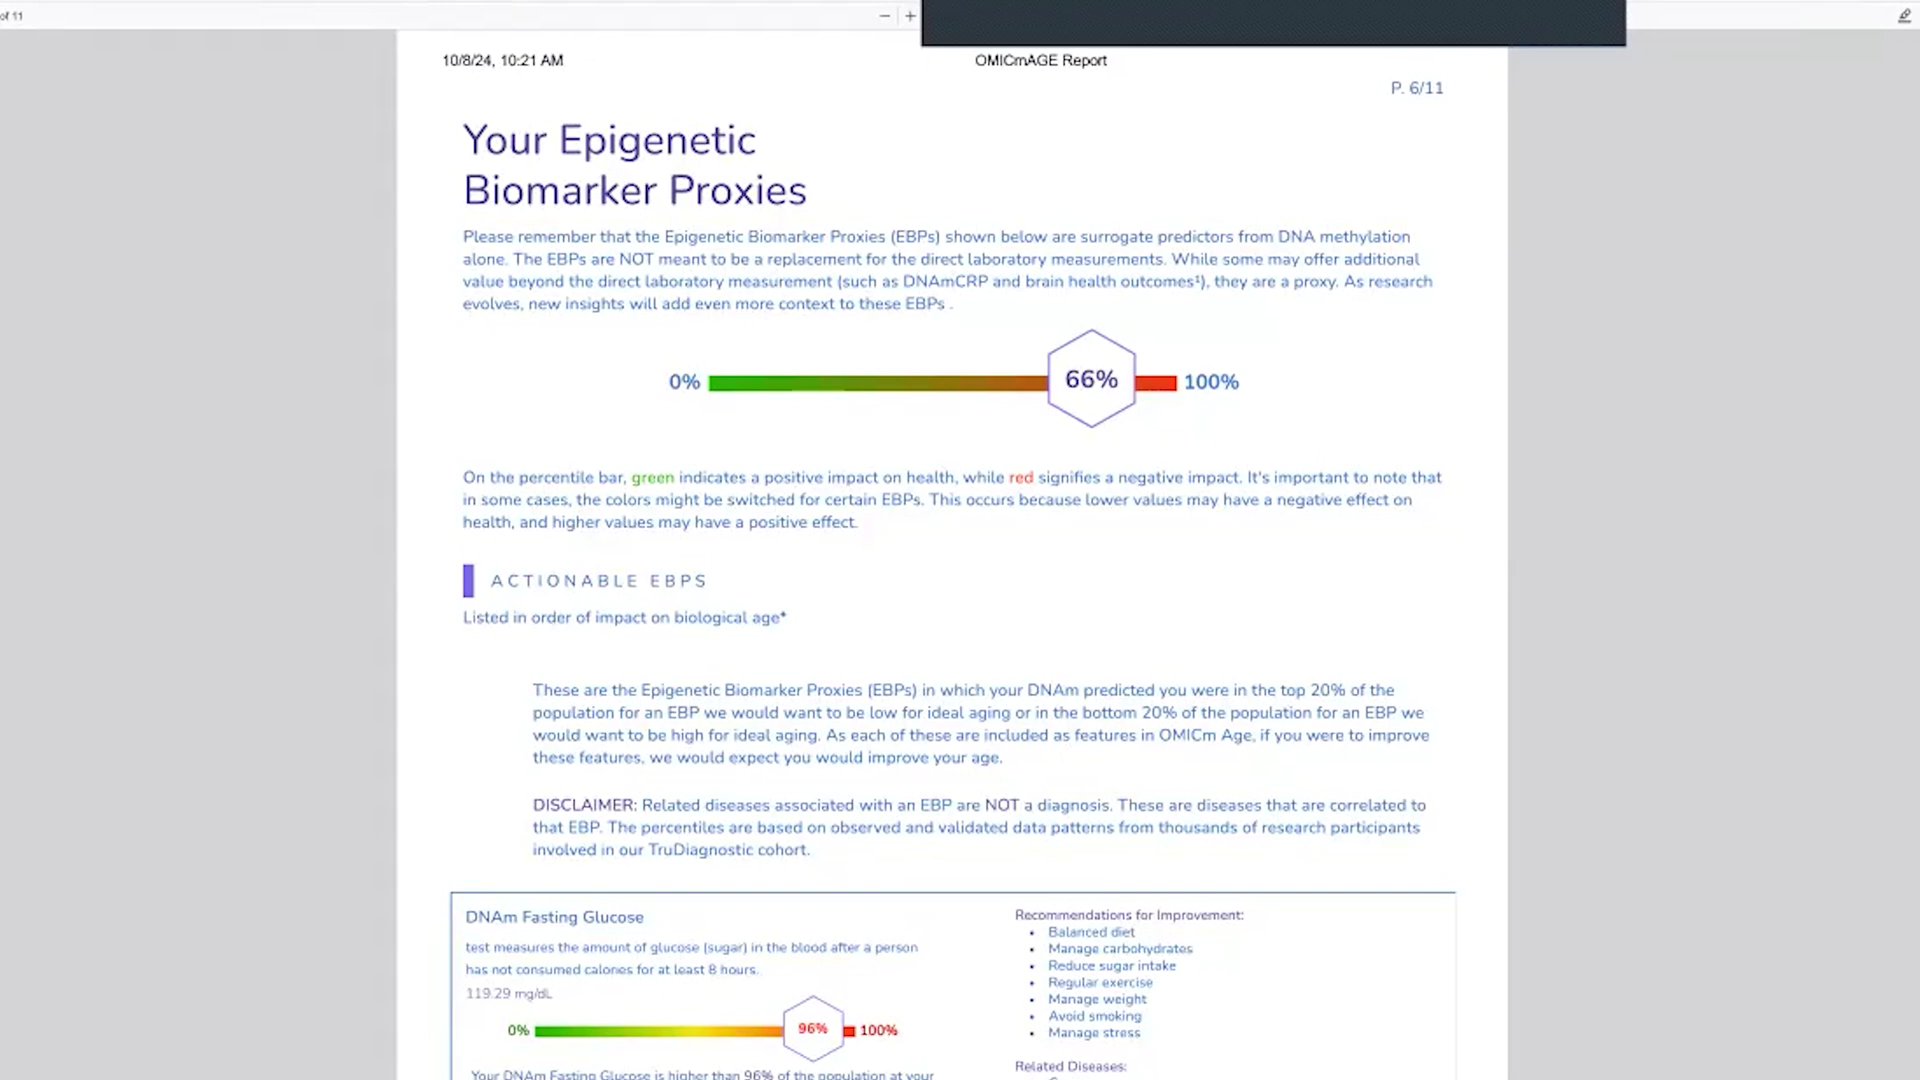 of 11
10/8/24, 10:21 AM
OMICmAGE Report
P. 6/11
Your Epigenetic
Biomarker Proxies
Please remember that the Epigenetic Biomarker Proxies (EBPs) shown below are surrogate predictors from DNA methylation
alone. The EBPs are NOT meant to be a replacement for the direct laboratory measurements. While some may offer additional
value beyond the direct laboratory measurement (such as DNAmCRP and brain health outcomes¹), they are a proxy. As research
evolves, new insights will add even more context to these EBPs .
0% 66% 100%
On the percentile bar, green indicates a positive impact on health, while red signifies a negative impact. It's important to note that
in some cases, the colors might be switched for certain EBPs. This occurs because lower values may have a negative effect on
health, and higher values may have a positive effect.
ACTIONABLE EBPS
Listed in order of impact on biological age*
These are the Epigenetic Biomarker Proxies (EBPs) in which your DNAm predicted you were in the top 20% of the
population for an EBP we would want to be low for ideal aging or in the bottom 20% of the population for an EBP we
would want to be high for ideal aging. As each of these are included as features in OMICm Age, if you were to improve
these features, we would expect you would improve your age.
DISCLAIMER: Related diseases associated with an EBP are NOT a diagnosis. These are diseases that are correlated to
that EBP. The percentiles are based on observed and validated data patterns from thousands of research participants
involved in our TruDiagnostic cohort.
DNAm Fasting Glucose
test measures the amount of glucose (sugar) in the blood after a person
has not consumed calories for at least 8 hours.
119.29 mg/dL
0% 96% 100%
Your DNAm Fasting Glucose is higher than 96% of the population at your
Recommendations for Improvement:
• Balanced diet
• Manage carbohydrates
• Reduce sugar intake
• Regular exercise
• Manage weight
• Avoid smoking
• Manage stress
Related Diseases: